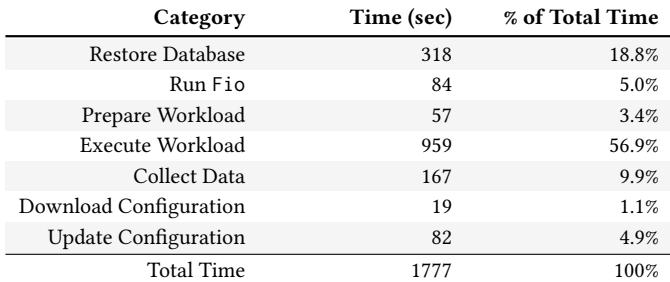 Category Time (sec) % of Total Time
Restore Database 318 18.8%
Run Fio 84 5.0%
Prepare Workload 57 3.4%
Execute Workload 959 56.9%
Collect Data 167 9.9%
Download Configuration 19 1.1%
Update Configuration 82 4.9%
Total Time 1777 100%